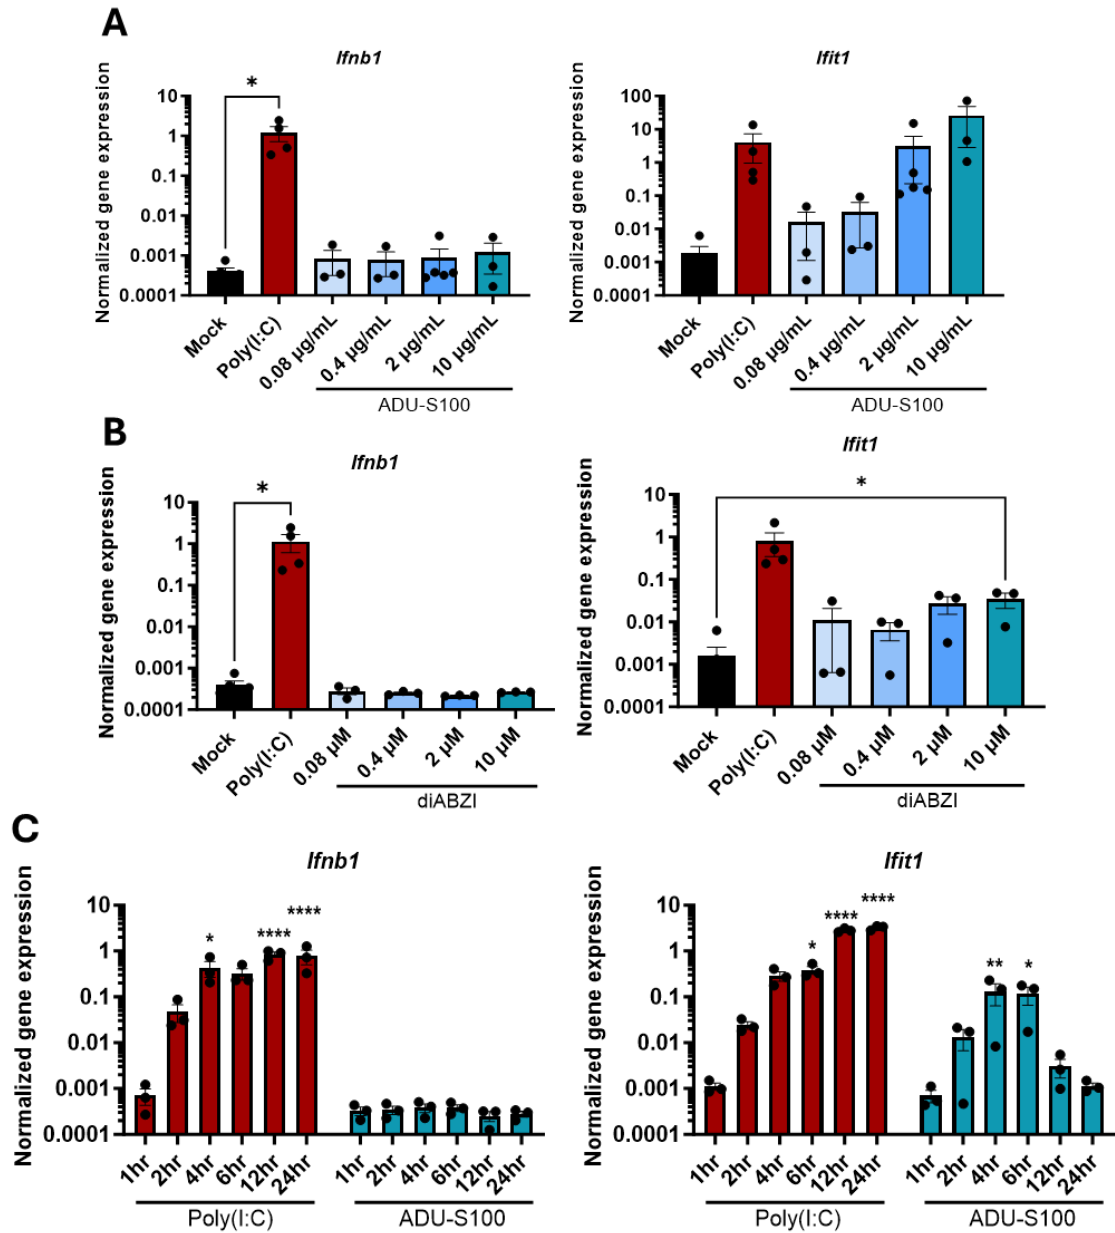 A
Ifnb1
Normalized gene expression
10
1
0.1
0.01
0.001
0.0001
*
Mock
Poly(I:C)
0.08 µg/mL
0.4 µg/mL
2 µg/mL
10 µg/mL
ADU-S100
Ifit1
Normalized gene expression
100
10
1
0.1
0.01
0.001
0.0001
Mock
Poly(I:C)
0.08 µg/mL
0.4 µg/mL
2 µg/mL
10 µg/mL
ADU-S100
B
Ifnb1
Normalized gene expression
10
1
0.1
0.01
0.001
0.0001
*
Mock
Poly(I:C)
0.08 µM
0.4 µM
2 µM
10 µM
diABZI
Ifit1
Normalized gene expression
10
1
0.1
0.01
0.001
0.0001
*
Mock
Poly(I:C)
0.08 µM
0.4 µM
2 µM
10 µM
diABZI
C
Ifnb1
Normalized gene expression
10
1
0.1
0.01
0.001
0.0001
*
****
****
1hr
2hr
4hr
6hr
12hr
24hr
Poly(I:C)
1hr
2hr
4hr
6hr
12hr
24hr
ADU-S100
Ifit1
Normalized gene expression
10
1
0.1
0.01
0.001
0.0001
*
****
****
**
*
1hr
2hr
4hr
6hr
12hr
24hr
Poly(I:C)
1hr
2hr
4hr
6hr
12hr
24hr
ADU-S100